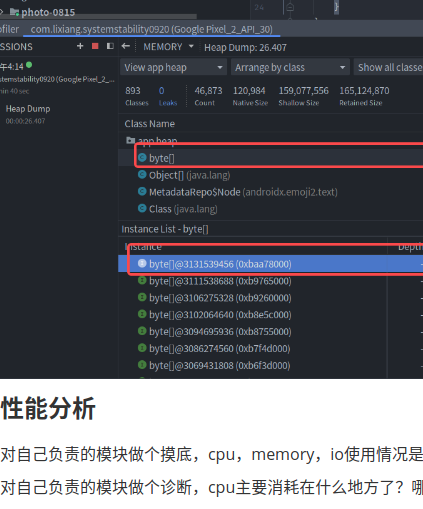 photo-0815
24
}
ofiler com.lixiang.systemstability0920 (Google Pixel_2_API_30)
SSIONS
MEMORY Heap Dump: 26.407
午4:14
View app heap Arrange by class Show all classe
stemstability0920 (Google Pixel_2_...
min 40 sec
893 0 46,873 120,984 159,077,556 165,124,870
Classes Leaks Count Native Size Shallow Size Retained Size
Heap Dump
00:00:26.407
Class Name
app heap
byte[]
Object[] (java.lang)
MetadataRepo$Node (androidx.emoji2.text)
Class (java.lang)
Instance List - byte[]
Instance Depth
byte[]@3131539456 (0xbaa78000)
byte[]@3111538688 (0xb9765000)
byte[]@3106275328 (0xb9260000)
byte[]@3102064640 (0xb8e5c000)
byte[]@3094695936 (0xb8755000)
byte[]@3086274560 (0xb7f4d000)
byte[]@3069431808 (0xb6f3d000)
性能分析
对自己负责的模块做个摸底，cpu，memory，io使用情况是
对自己负责的模块做个诊断，cpu主要消耗在什么地方了？哪